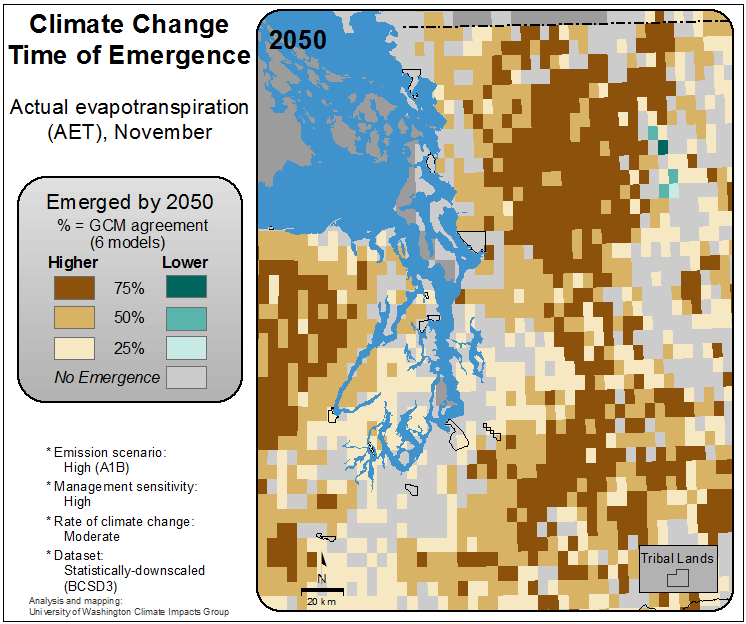 Climate Change
Time of Emergence
Actual evapotranspiration
(AET), November
Emerged by 2050
% = GCM agreement
(6 models)
Higher Lower
75%
50%
25%
No Emergence
* Emission scenario:
High (A1B)
* Management sensitivity:
High
* Rate of climate change:
Moderate
* Dataset:
Statistically-downscaled
(BCSD3)
Analysis and mapping:
University of Washington Climate Impacts Group
2050
N
20 km
Tribal Lands